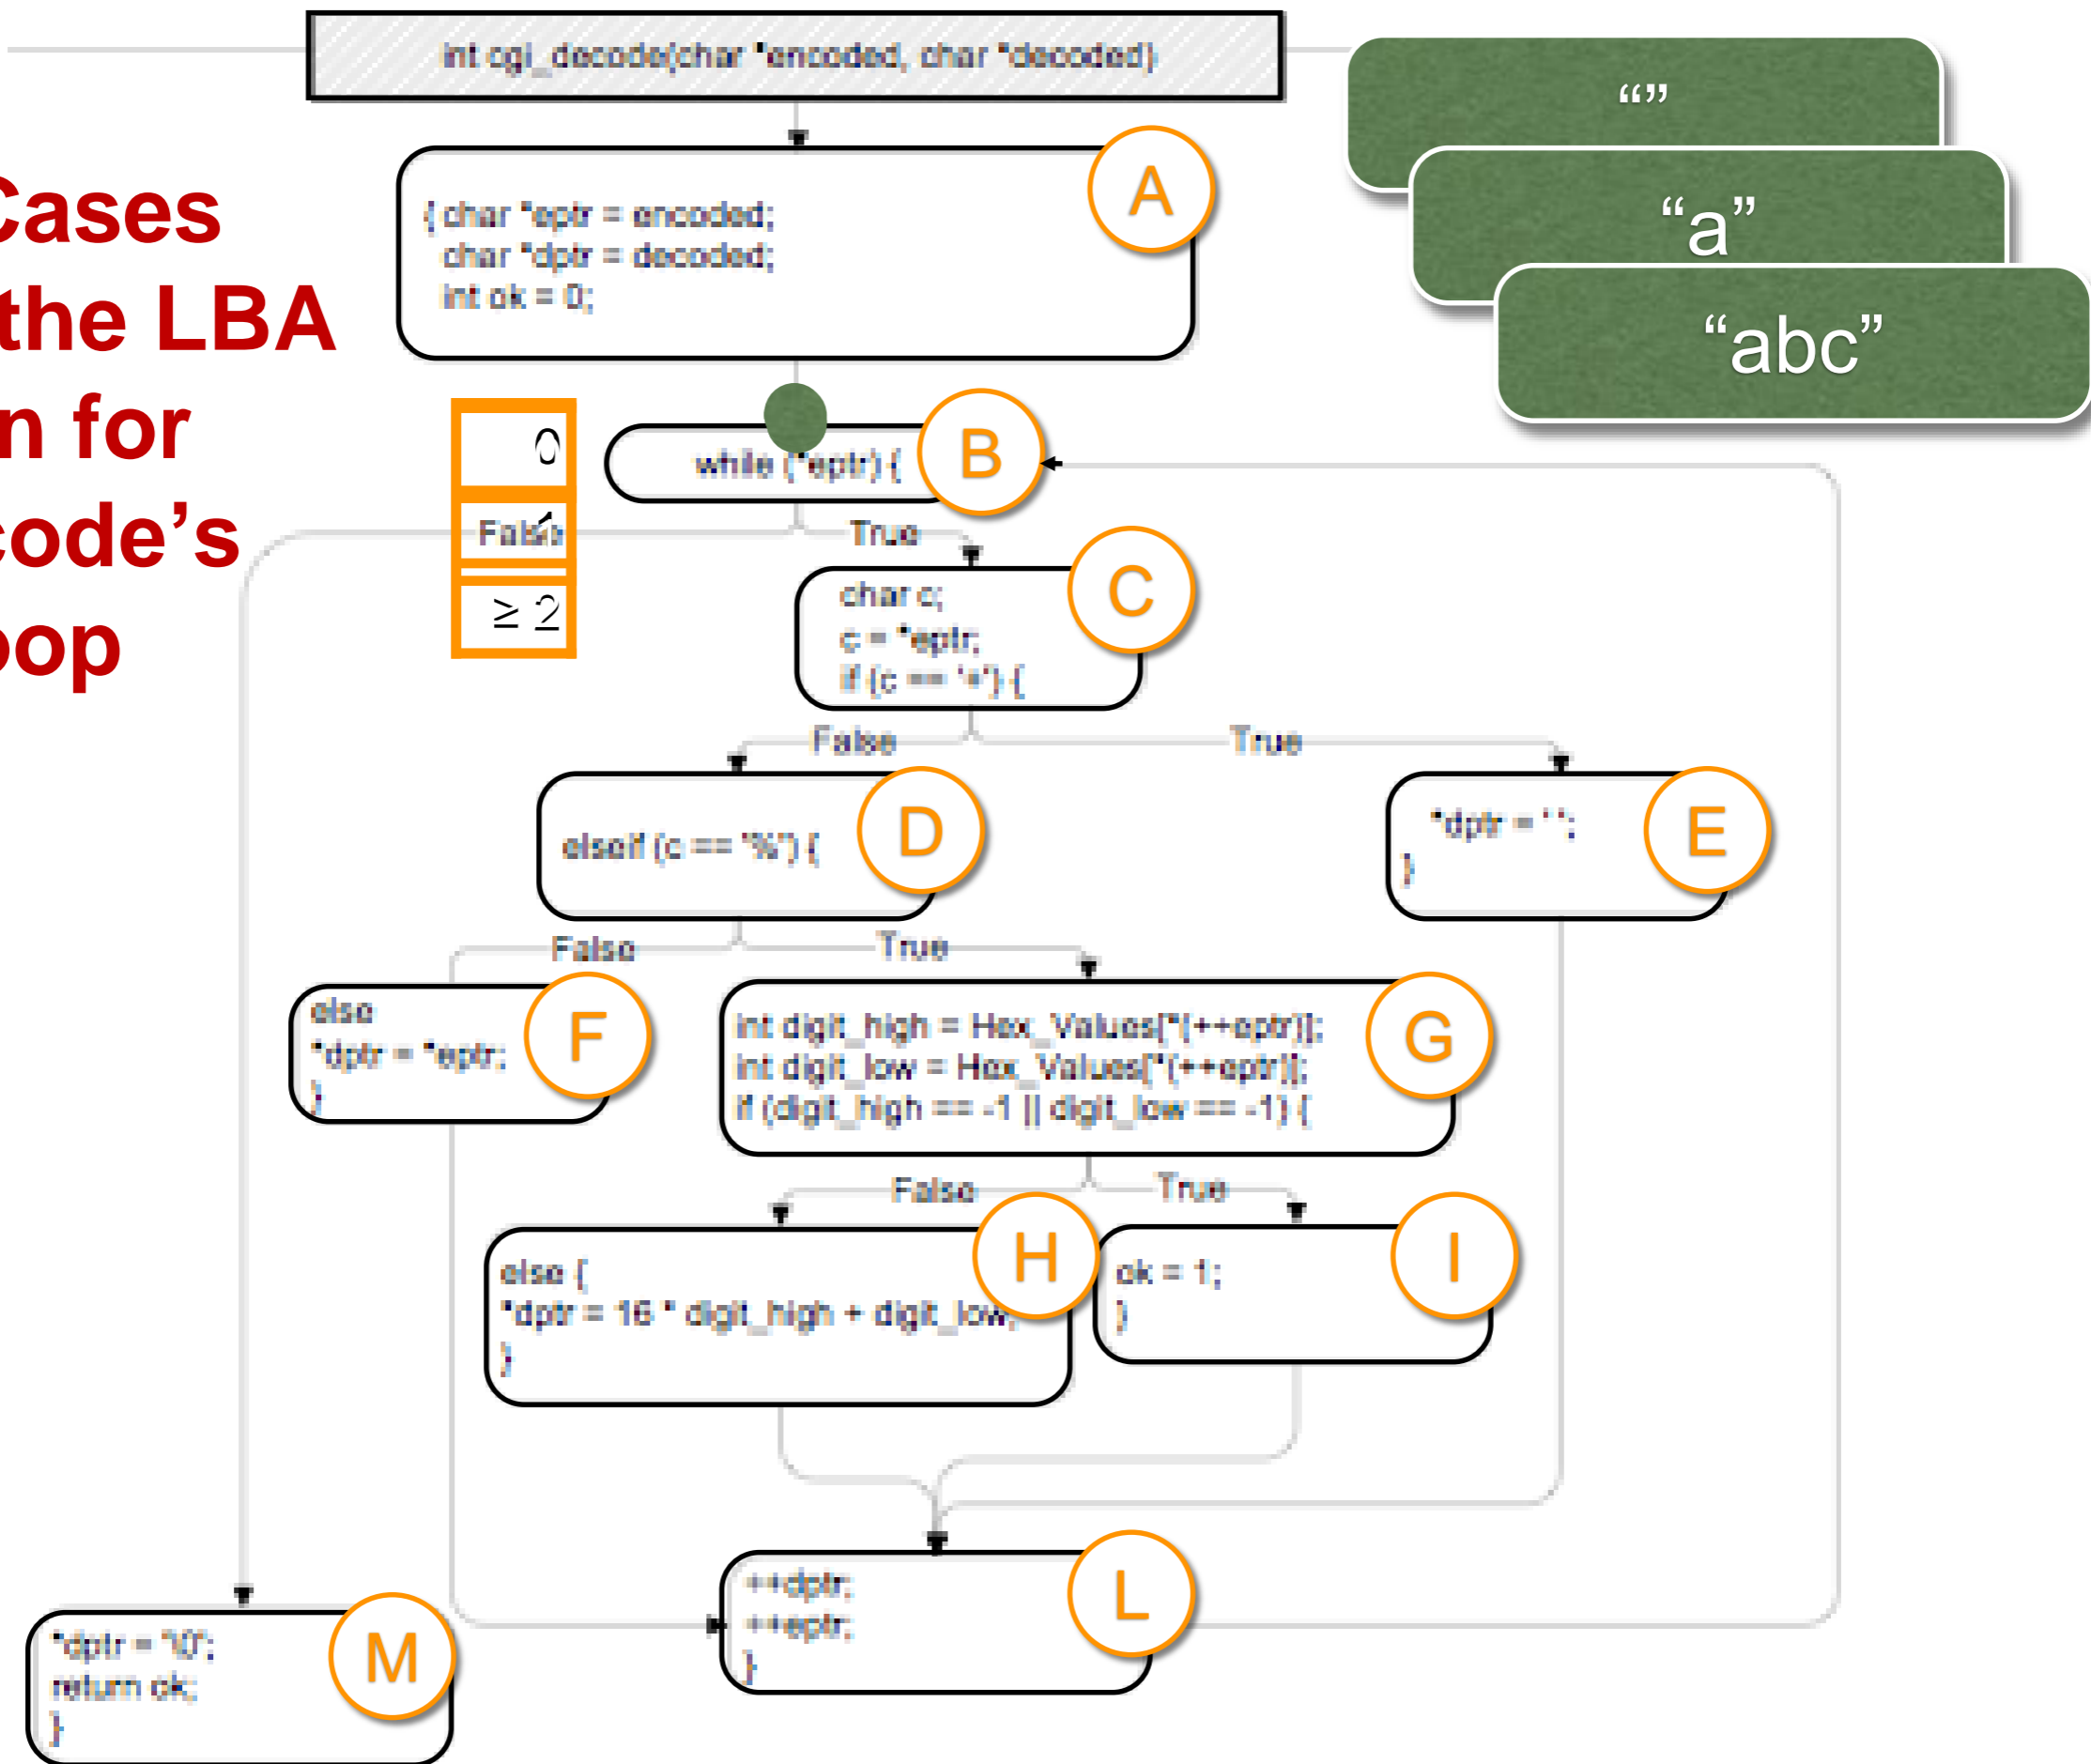 int cgi_decode(char *encoded, char *decoded)
“”
“a”
“abc”
Cases
the LBA
n for
code’s
oop
A
{ char *eptr = encoded;
char *dptr = decoded;
int ok = 0;
0
1
≥ 2
while (*eptr) {
B
False
True
C
char c;
c = *eptr;
if (c == '+') {
False
True
D
elseif (c == '%') {
E
*dptr = ' ';
}
False
True
F
else
*dptr = *eptr;
}
G
int digit_high = Hex_Values[*(++eptr)];
int digit_low = Hex_Values[*(++eptr)];
if (digit_high == -1 || digit_low == -1) {
False
True
H
else {
*dptr = 16 * digit_high + digit_low;
}
I
ok = 1;
}
L
++dptr;
++eptr;
}
M
*dptr = '\0';
return ok;
}